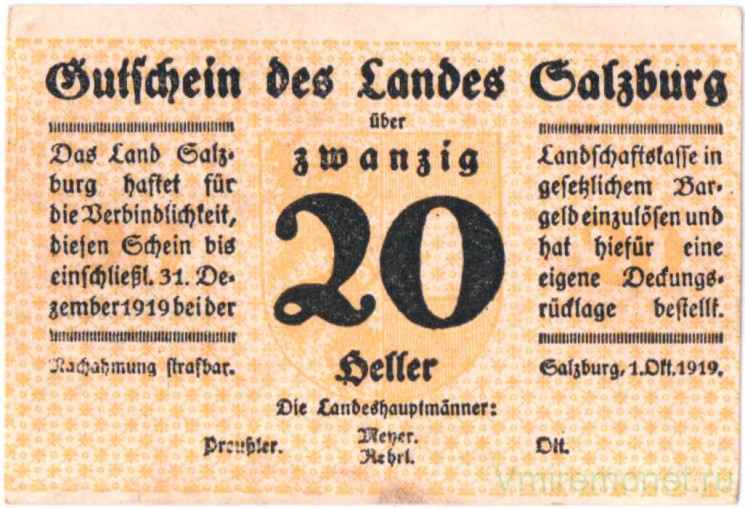 Gutschein des Landes Salzburg
über
zwanzig
20
Heller
Das Land Salz-
burg haftet für
die Verbindlichkeit,
diesen Schein bis
einschließl. 31. De-
zember 1919 bei der
Landschaftskasse in
gesetzlichem Bar-
geld einzulösen und
hat hiefür eine
eigene Deckungs-
rücklage bestellt.
Nachahmung strafbar.
Salzburg, 1. Okt. 1919.
Die Landeshauptmänner:
Preußler.
Meyer.
Rehrl.
Ott.
Vmiremonet.ru